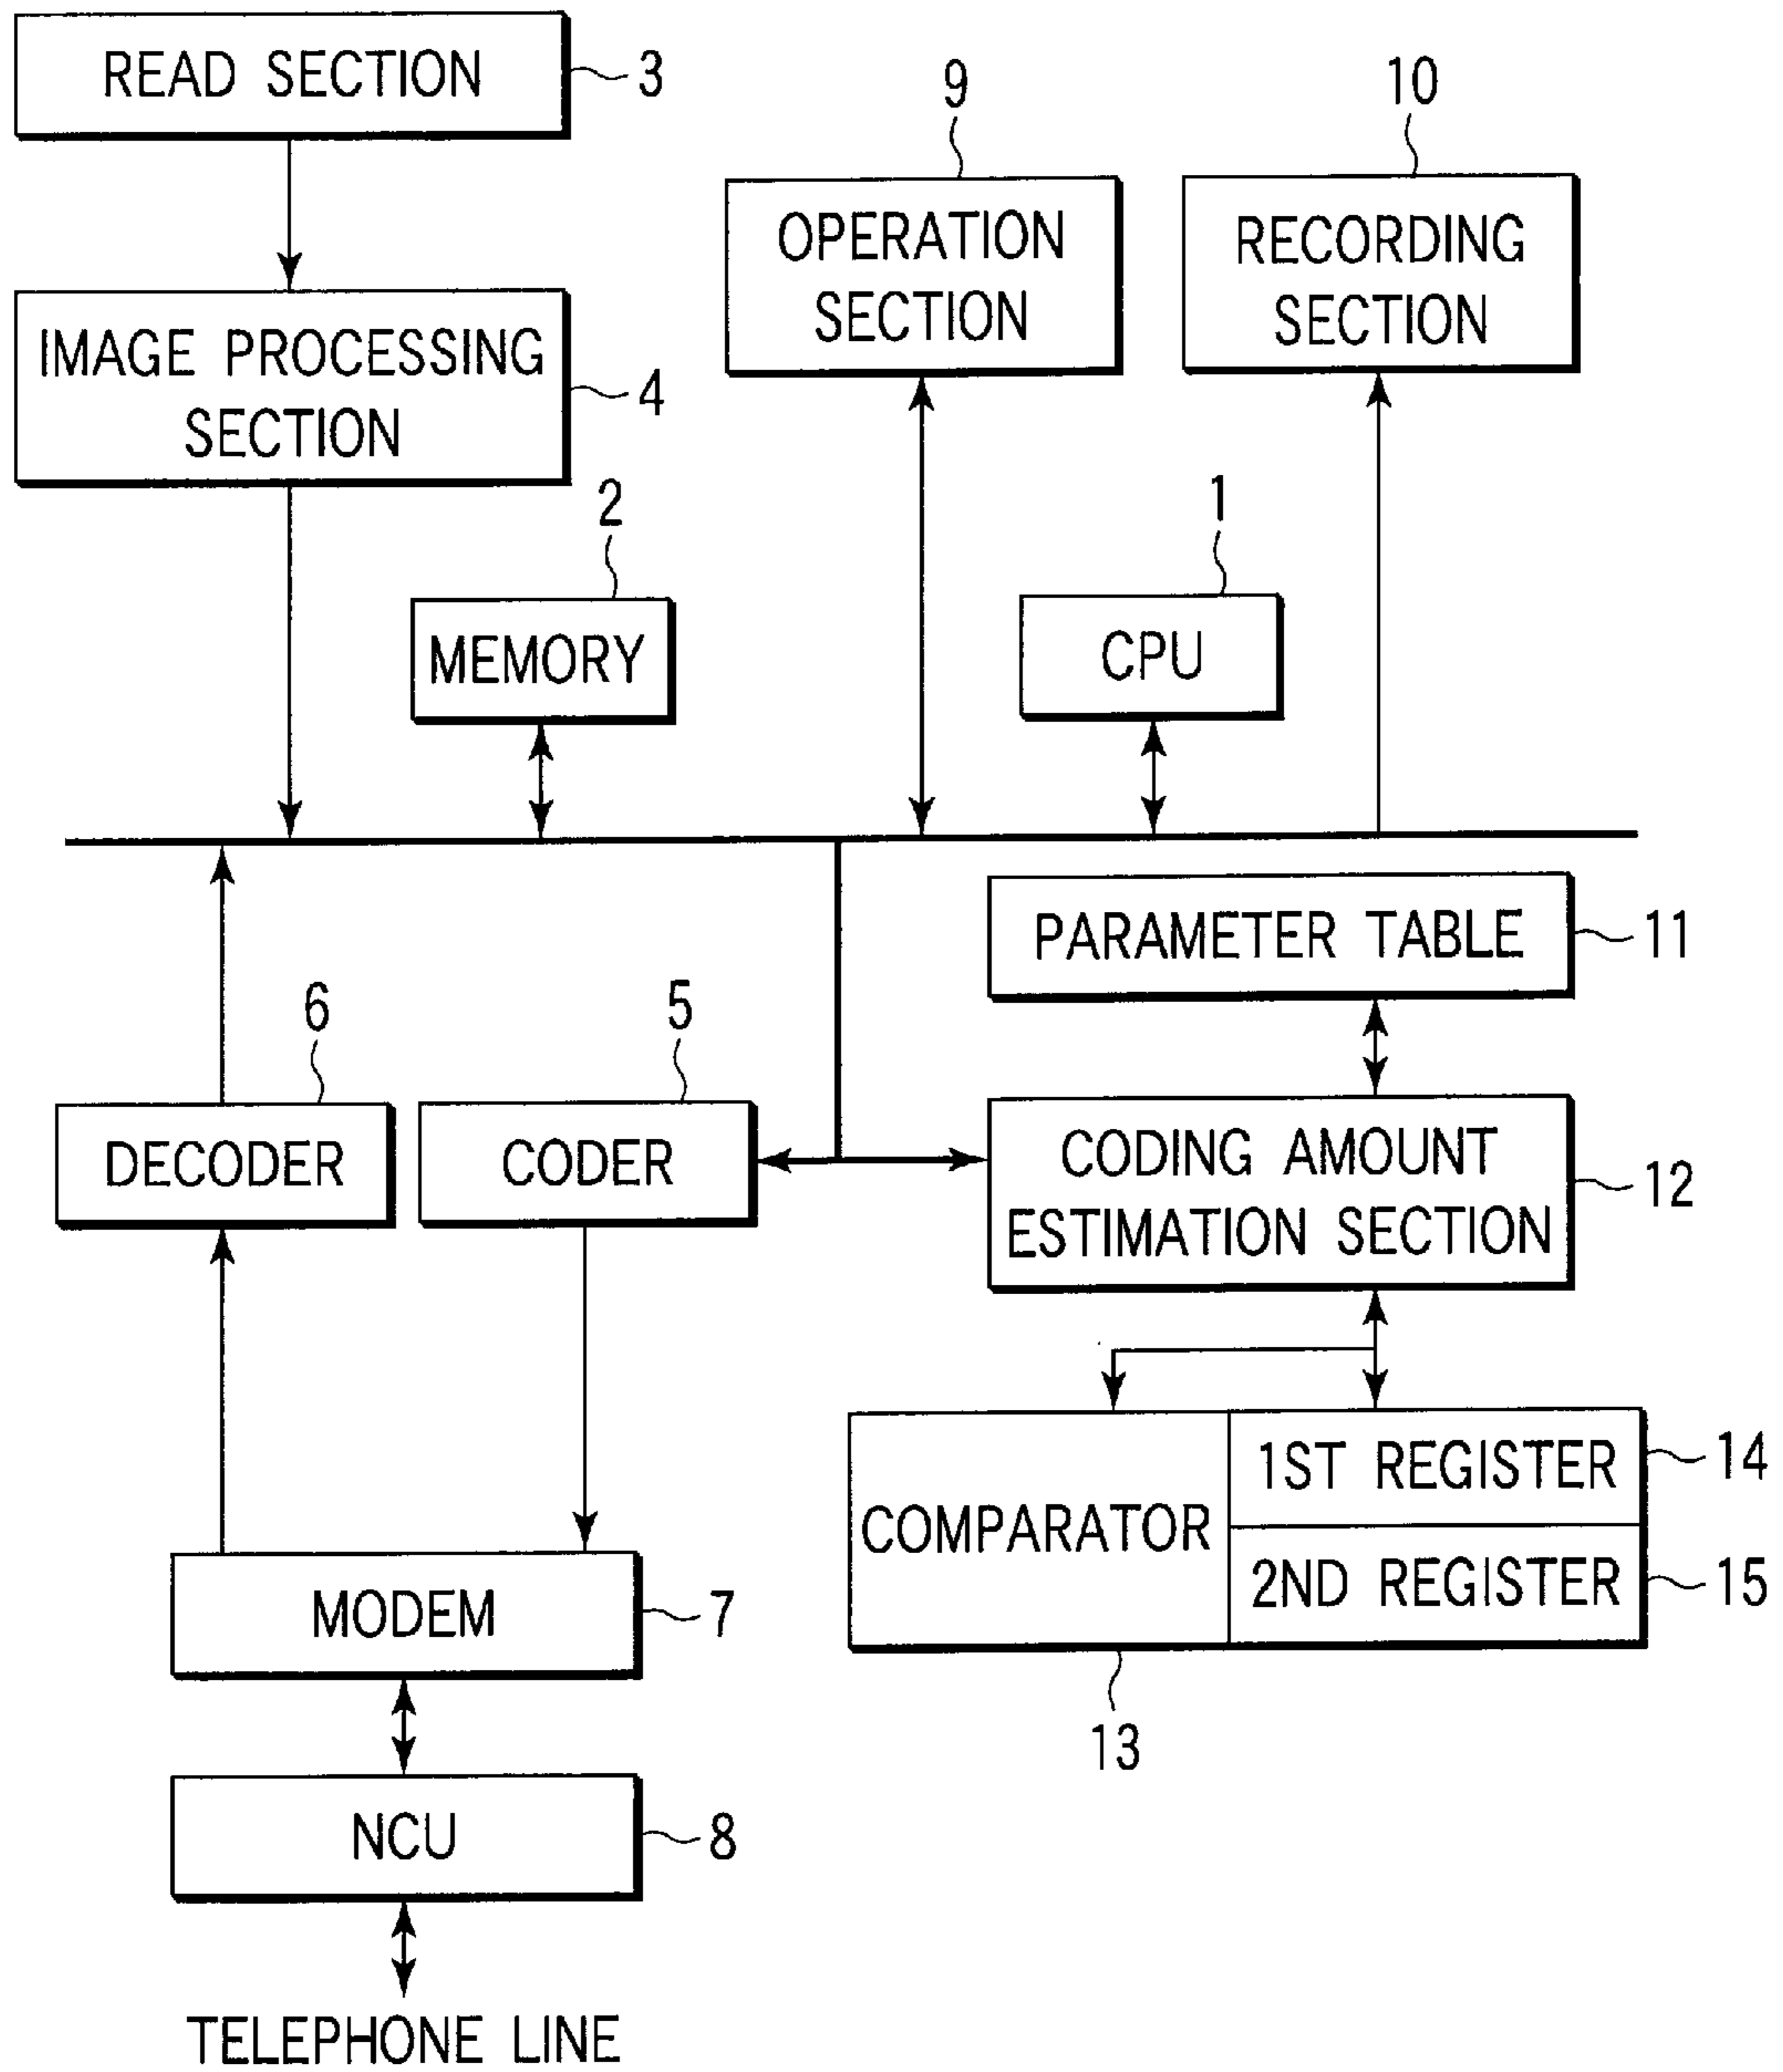 READ SECTION
3
9
10
OPERATION
SECTION
RECORDING
SECTION
IMAGE PROCESSING
SECTION
4
2
1
MEMORY
CPU
PARAMETER TABLE
11
6
5
DECODER
CODER
CODING AMOUNT
ESTIMATION SECTION
12
COMPARATOR
1ST REGISTER
14
2ND REGISTER
15
MODEM
7
13
NCU
8
TELEPHONE LINE